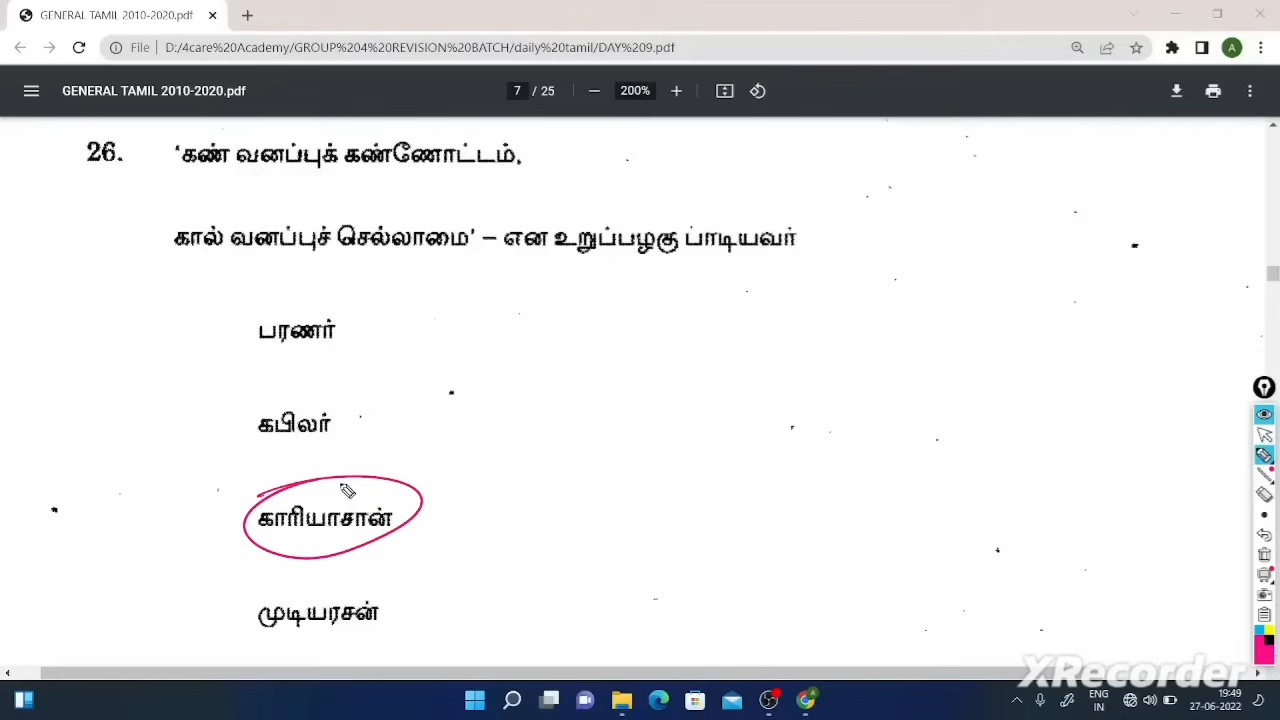 GENERAL TAMIL 2010-2020.pdf
File D:/4care%20Academy/GROUP%204%20REVISION%20BATCH/daily%20tamil/DAY%209.pdf
A
GENERAL TAMIL 2010-2020.pdf 7 / 25 200%
26. 'கண் வனப்புக் கண்ணோட்டம்,
கால் வனப்புச் செல்லாமை' – என உறுப்பழகு பாடியவர்
பரணர்
கபிலர்
காரியாசான்
முடியரசன்
XRecorder
ENG
IN
19:49
27-06-2022